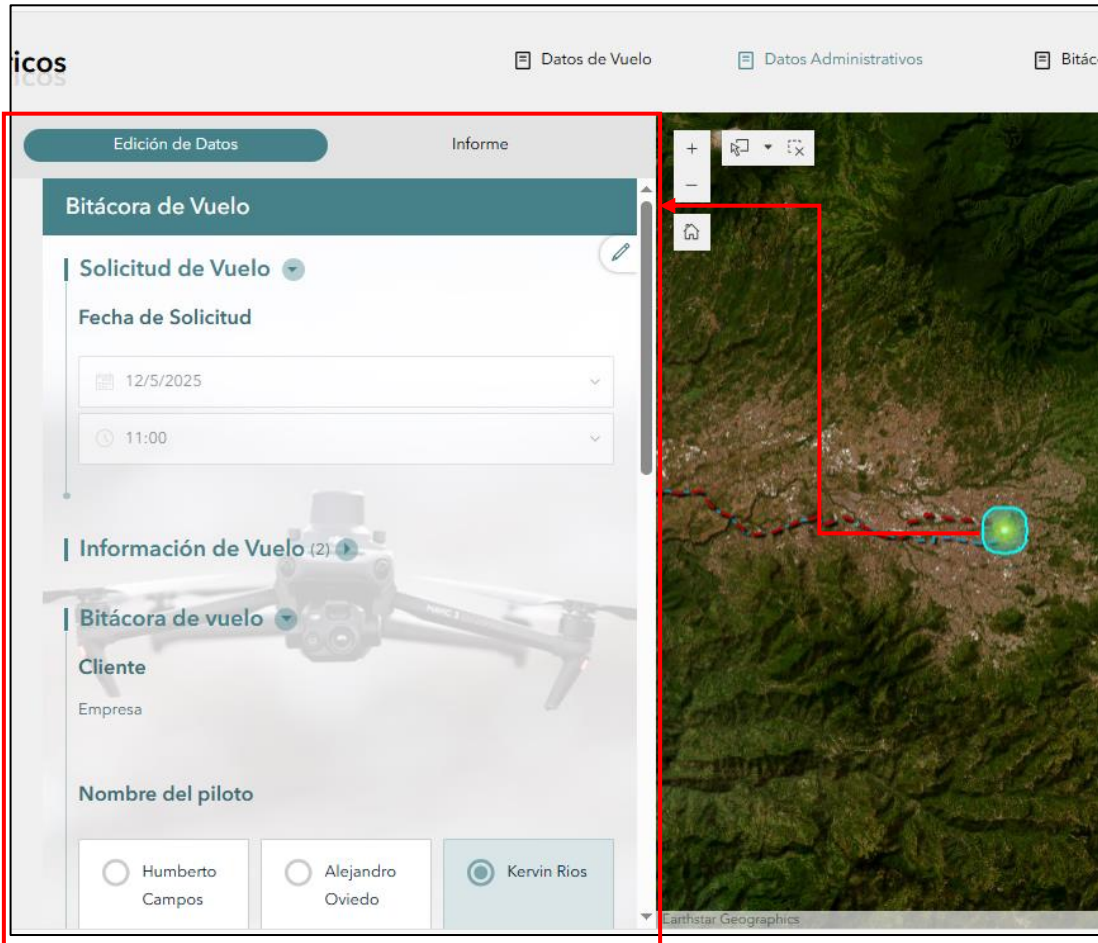 icos
Datos de Vuelo
Datos Administrativos
Bitác
Edición de Datos
Informe
Bitácora de Vuelo
Solicitud de Vuelo
Fecha de Solicitud
12/5/2025
11:00
Información de Vuelo (2)
Bitácora de vuelo
Cliente
Empresa
Nombre del piloto
Humberto
Campos
Alejandro
Oviedo
Kervin Rios
Earthstar Geographics